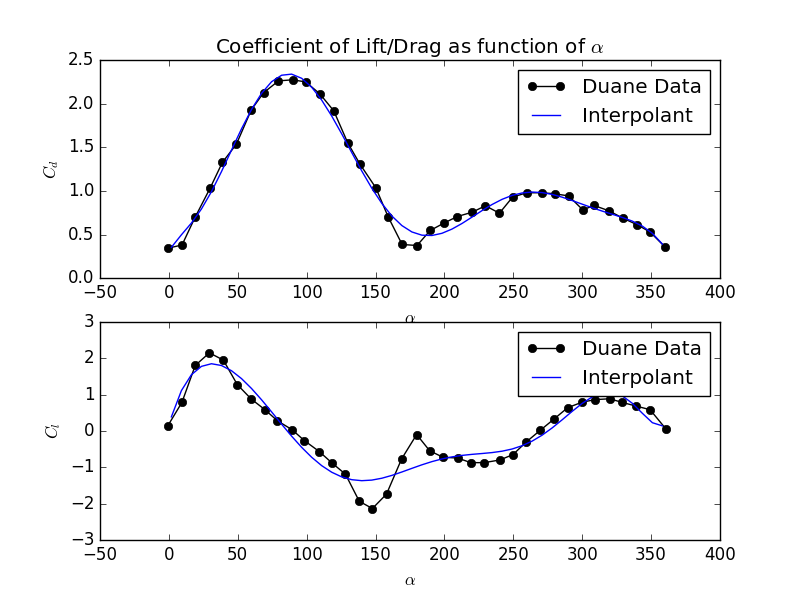 Coefficient of Lift/Drag as function of α
2.5
2.0
1.5
1.0
0.5
0.0
C_d
Duane Data
Interpolant
−50 0 50 100 150 200 250 300 350 400
α
3
2
1
0
−1
−2
−3
C_l
Duane Data
Interpolant
−50 0 50 100 150 200 250 300 350 400
α